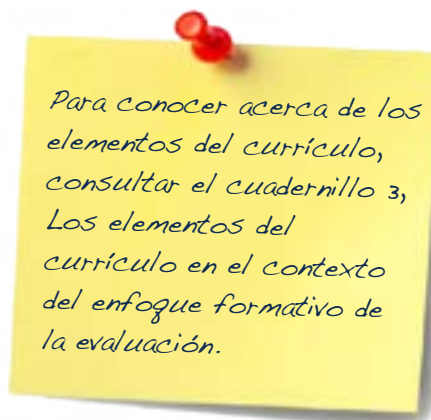 Para conocer acerca de los
elementos del currículo,
consultar el cuadernillo 3,
Los elementos del
currículo en el contexto
del enfoque formativo de
la evaluación.